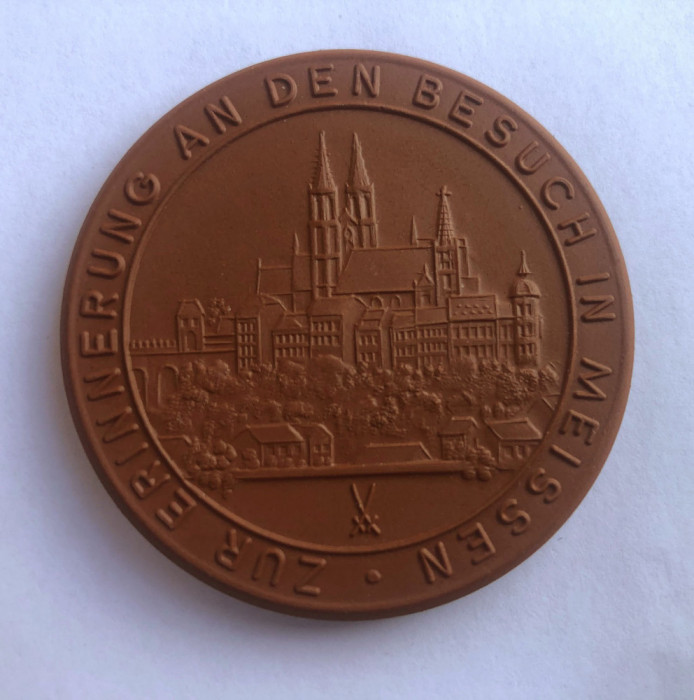 ZUR ERINNERUNG AN DEN BESUCH IN MEISSEN •